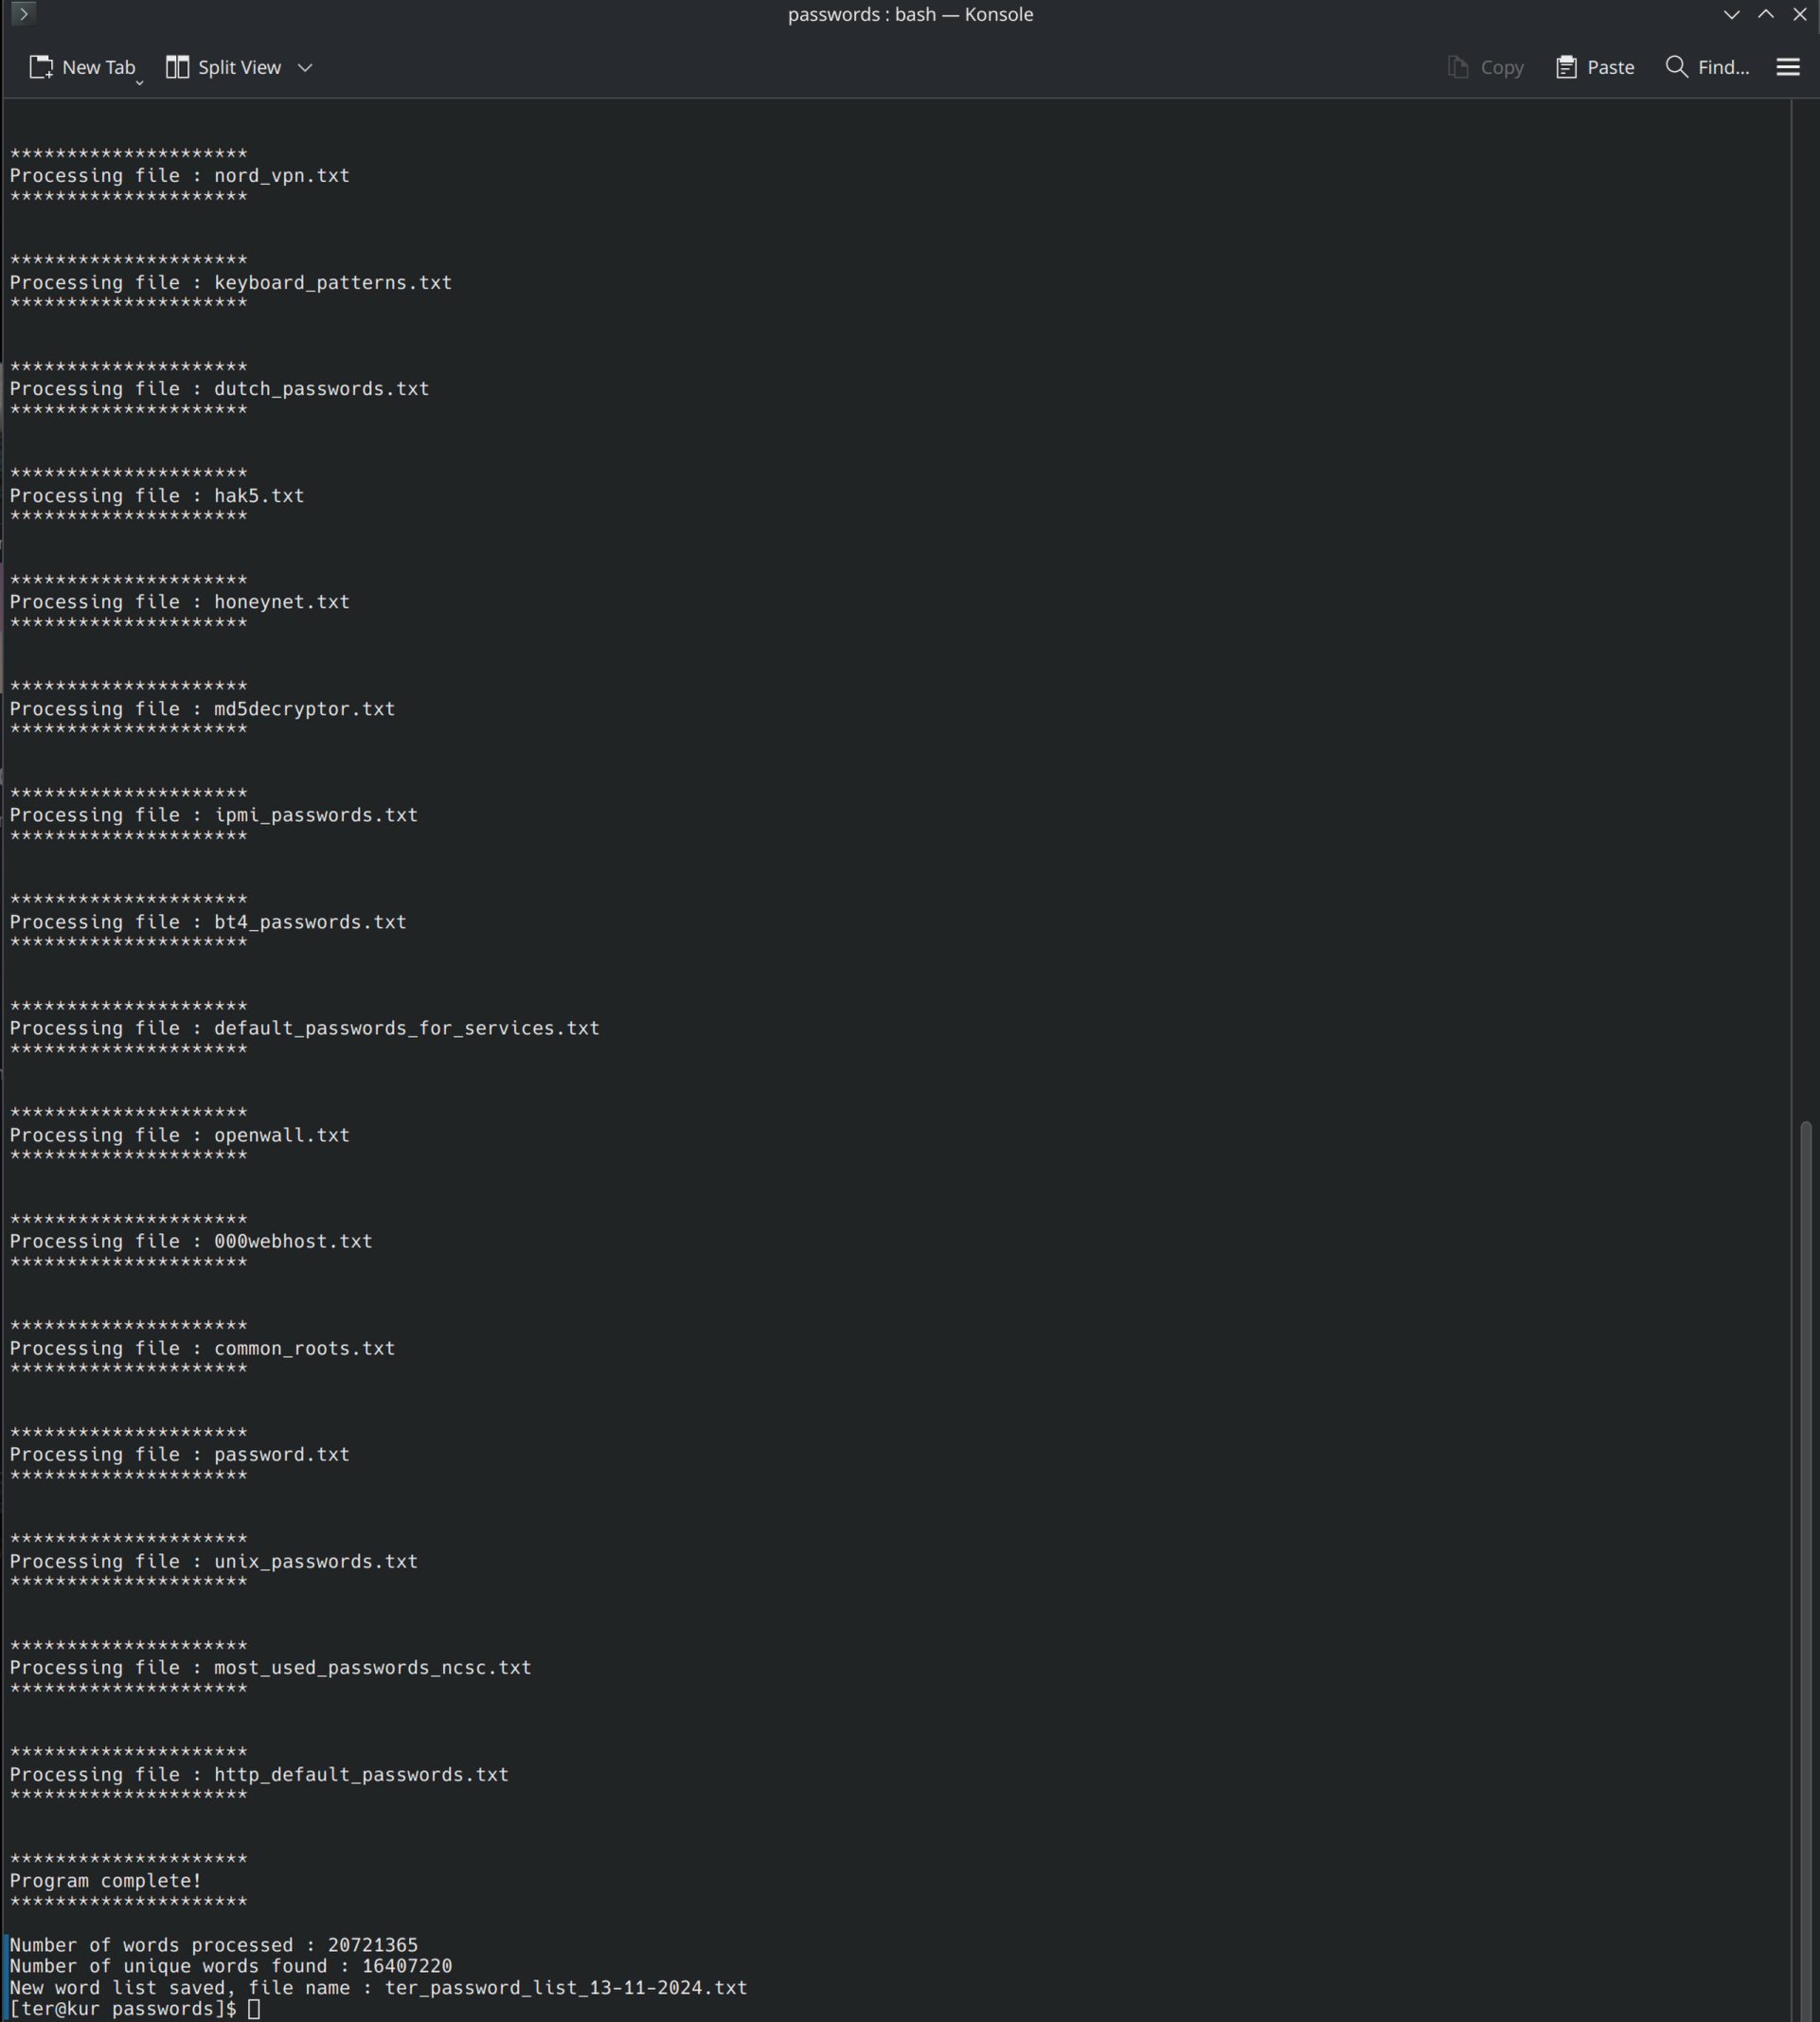 passwords : bash — Konsole
New Tab Split View Copy Paste Find...
*********************
Processing file : nord_vpn.txt
*********************
*********************
Processing file : keyboard_patterns.txt
*********************
*********************
Processing file : dutch_passwords.txt
*********************
*********************
Processing file : hak5.txt
*********************
*********************
Processing file : honeynet.txt
*********************
*********************
Processing file : md5decryptor.txt
*********************
*********************
Processing file : ipmi_passwords.txt
*********************
*********************
Processing file : bt4_passwords.txt
*********************
*********************
Processing file : default_passwords_for_services.txt
*********************
*********************
Processing file : openwall.txt
*********************
*********************
Processing file : 000webhost.txt
*********************
*********************
Processing file : common_roots.txt
*********************
*********************
Processing file : password.txt
*********************
*********************
Processing file : unix_passwords.txt
*********************
*********************
Processing file : most_used_passwords_ncsc.txt
*********************
*********************
Processing file : http_default_passwords.txt
*********************
*********************
Program complete!
*********************
Number of words processed : 20721365
Number of unique words found : 16407220
New word list saved, file name : ter_password_list_13-11-2024.txt
[ter@kur passwords]$